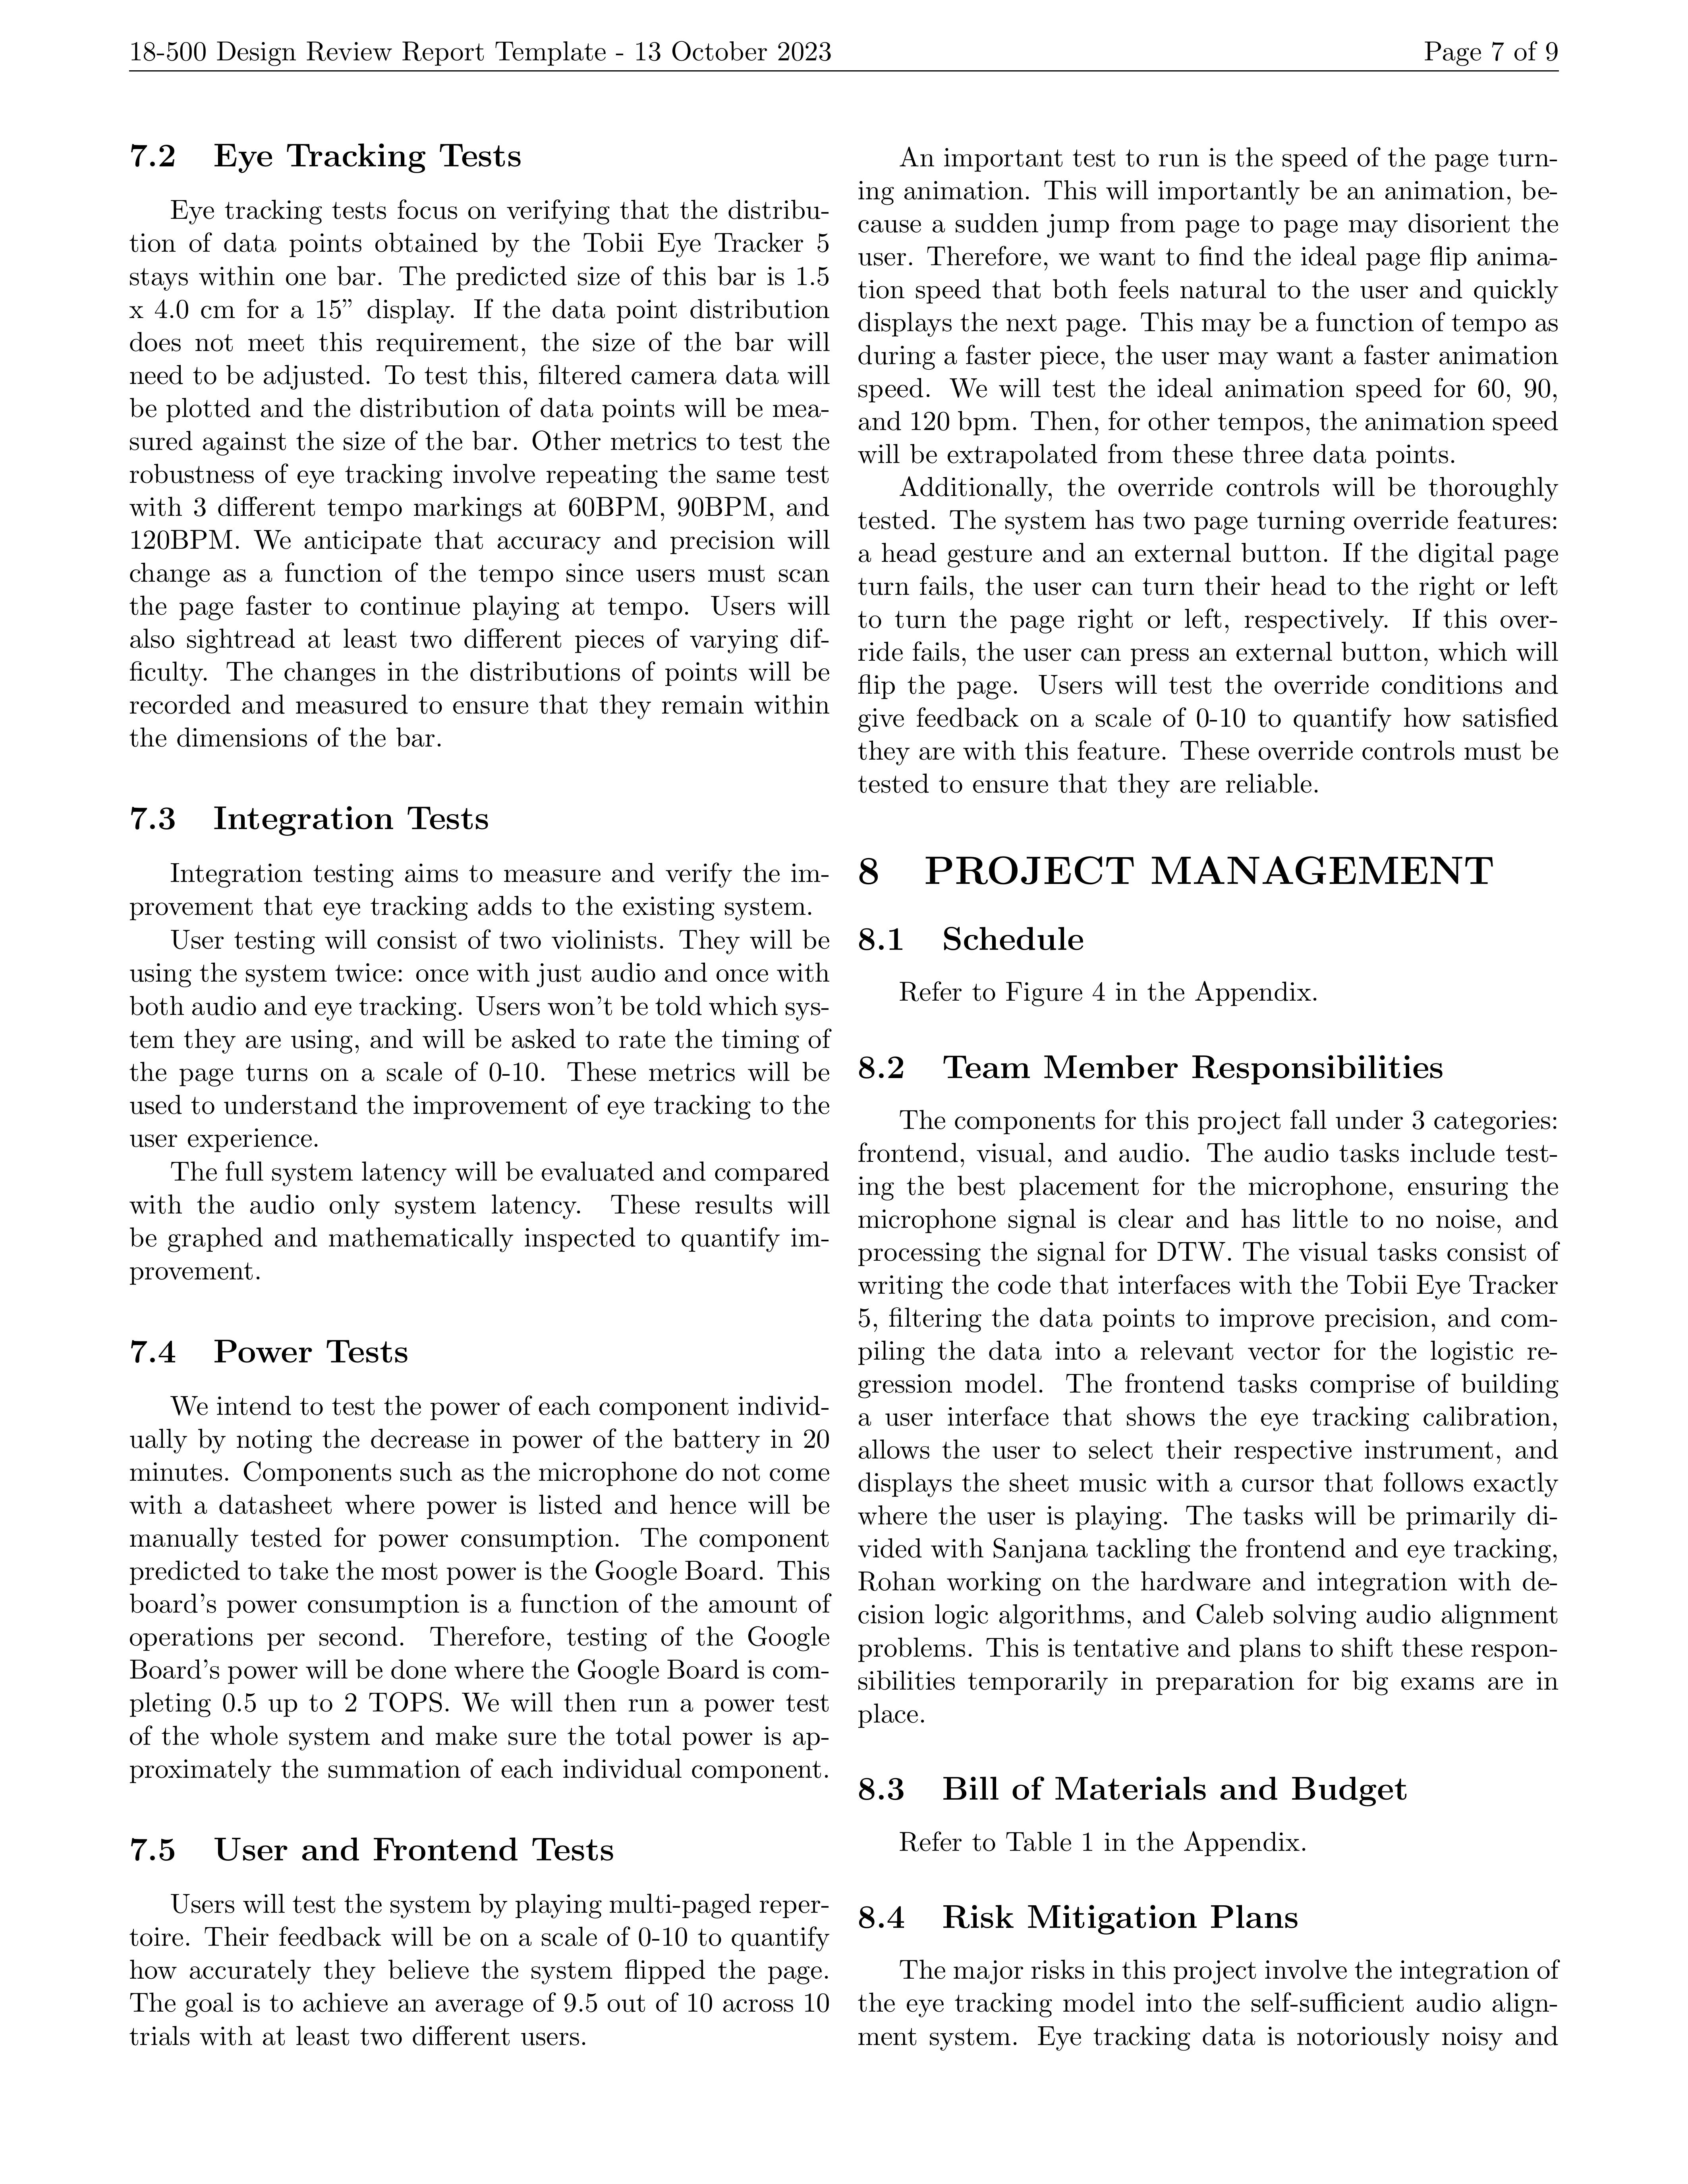 18-500 Design Review Report Template - 13 October 2023 Page 7 of 9
7.2 Eye Tracking Tests
Eye tracking tests focus on verifying that the distribu-
tion of data points obtained by the Tobii Eye Tracker 5
stays within one bar. The predicted size of this bar is 1.5
x 4.0 cm for a 15” display. If the data point distribution
does not meet this requirement, the size of the bar will
need to be adjusted. To test this, filtered camera data will
be plotted and the distribution of data points will be mea-
sured against the size of the bar. Other metrics to test the
robustness of eye tracking involve repeating the same test
with 3 different tempo markings at 60BPM, 90BPM, and
120BPM. We anticipate that accuracy and precision will
change as a function of the tempo since users must scan
the page faster to continue playing at tempo. Users will
also sightread at least two different pieces of varying dif-
ficulty. The changes in the distributions of points will be
recorded and measured to ensure that they remain within
the dimensions of the bar.
7.3 Integration Tests
Integration testing aims to measure and verify the im-
provement that eye tracking adds to the existing system.
User testing will consist of two violinists. They will be
using the system twice: once with just audio and once with
both audio and eye tracking. Users won’t be told which sys-
tem they are using, and will be asked to rate the timing of
the page turns on a scale of 0-10. These metrics will be
used to understand the improvement of eye tracking to the
user experience.
The full system latency will be evaluated and compared
with the audio only system latency. These results will
be graphed and mathematically inspected to quantify im-
provement.
7.4 Power Tests
We intend to test the power of each component individ-
ually by noting the decrease in power of the battery in 20
minutes. Components such as the microphone do not come
with a datasheet where power is listed and hence will be
manually tested for power consumption. The component
predicted to take the most power is the Google Board. This
board’s power consumption is a function of the amount of
operations per second. Therefore, testing of the Google
Board’s power will be done where the Google Board is com-
pleting 0.5 up to 2 TOPS. We will then run a power test
of the whole system and make sure the total power is ap-
proximately the summation of each individual component.
7.5 User and Frontend Tests
Users will test the system by playing multi-paged reper-
toire. Their feedback will be on a scale of 0-10 to quantify
how accurately they believe the system flipped the page.
The goal is to achieve an average of 9.5 out of 10 across 10
trials with at least two different users.
An important test to run is the speed of the page turn-
ing animation. This will importantly be an animation, be-
cause a sudden jump from page to page may disorient the
user. Therefore, we want to find the ideal page flip anima-
tion speed that both feels natural to the user and quickly
displays the next page. This may be a function of tempo as
during a faster piece, the user may want a faster animation
speed. We will test the ideal animation speed for 60, 90,
and 120 bpm. Then, for other tempos, the animation speed
will be extrapolated from these three data points.
Additionally, the override controls will be thoroughly
tested. The system has two page turning override features:
a head gesture and an external button. If the digital page
turn fails, the user can turn their head to the right or left
to turn the page right or left, respectively. If this over-
ride fails, the user can press an external button, which will
flip the page. Users will test the override conditions and
give feedback on a scale of 0-10 to quantify how satisfied
they are with this feature. These override controls must be
tested to ensure that they are reliable.
8 PROJECT MANAGEMENT
8.1 Schedule
Refer to Figure 4 in the Appendix.
8.2 Team Member Responsibilities
The components for this project fall under 3 categories:
frontend, visual, and audio. The audio tasks include test-
ing the best placement for the microphone, ensuring the
microphone signal is clear and has little to no noise, and
processing the signal for DTW. The visual tasks consist of
writing the code that interfaces with the Tobii Eye Tracker
5, filtering the data points to improve precision, and com-
piling the data into a relevant vector for the logistic re-
gression model. The frontend tasks comprise of building
a user interface that shows the eye tracking calibration,
allows the user to select their respective instrument, and
displays the sheet music with a cursor that follows exactly
where the user is playing. The tasks will be primarily di-
vided with Sanjana tackling the frontend and eye tracking,
Rohan working on the hardware and integration with de-
cision logic algorithms, and Caleb solving audio alignment
problems. This is tentative and plans to shift these respon-
sibilities temporarily in preparation for big exams are in
place.
8.3 Bill of Materials and Budget
Refer to Table 1 in the Appendix.
8.4 Risk Mitigation Plans
The major risks in this project involve the integration of
the eye tracking model into the self-sufficient audio align-
ment system. Eye tracking data is notoriously noisy and